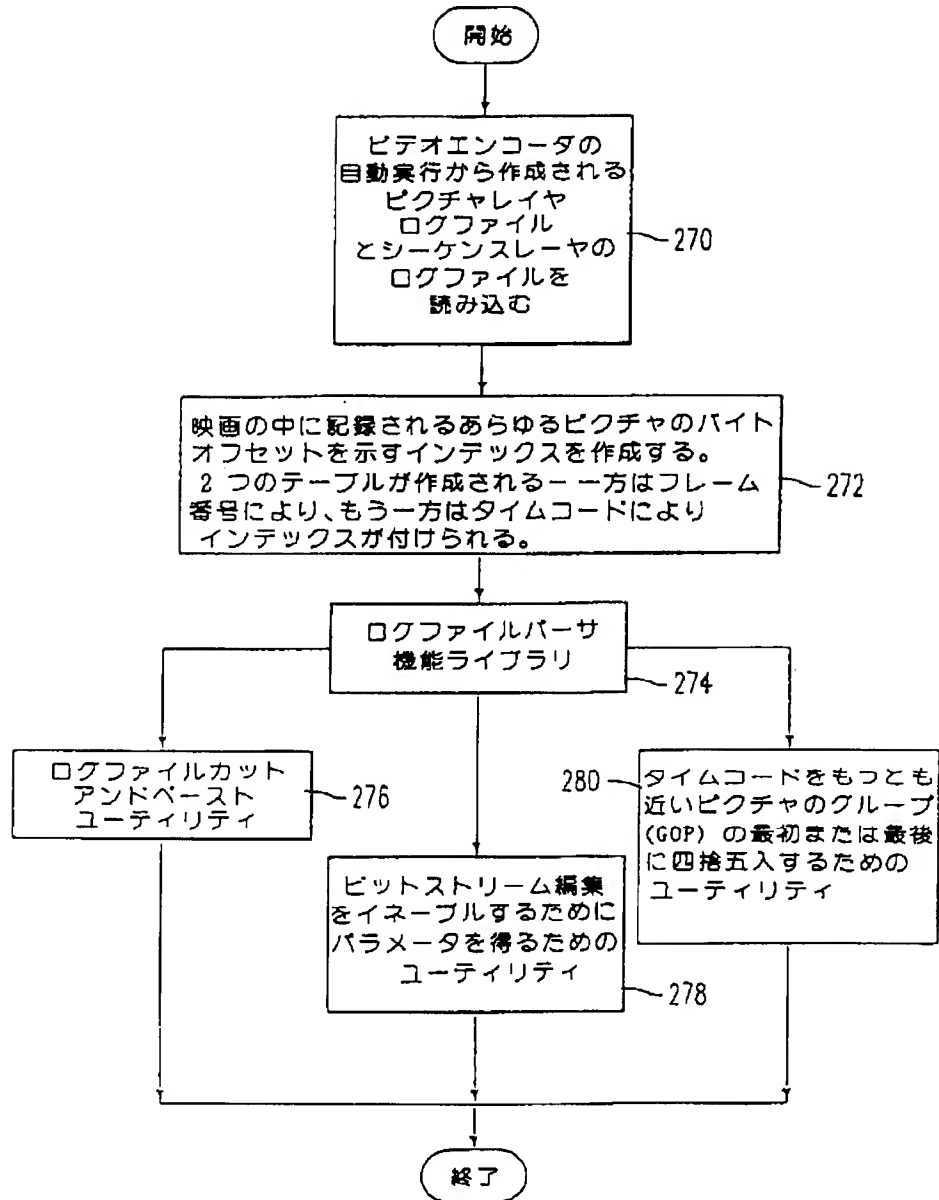 開始
ビデオエンコーダの
自動実行から作成される
ピクチャレイヤ
ログファイル
とシーケンスレーヤの
ログファイルを
読み込む
270
映画の中に記録されるあらゆるピクチャのバイト
オフセットを示すインデックスを作成する。
2つのテーブルが作成される－一方はフレーム
番号により、もう一方はタイムコードにより
インデックスが付けられる。
272
ログファイルパーサ
機能ライブラリ
274
ログファイルカット
アンドペースト
ユーティリティ
276
280
タイムコードをもつとも
近いピクチャのグループ
(GOP) の最初または最後
に四捨五入するための
ユーティリティ
ビットストリーム編集
をイネーブルするために
パラメータを得るための
ユーティリティ
278
終了